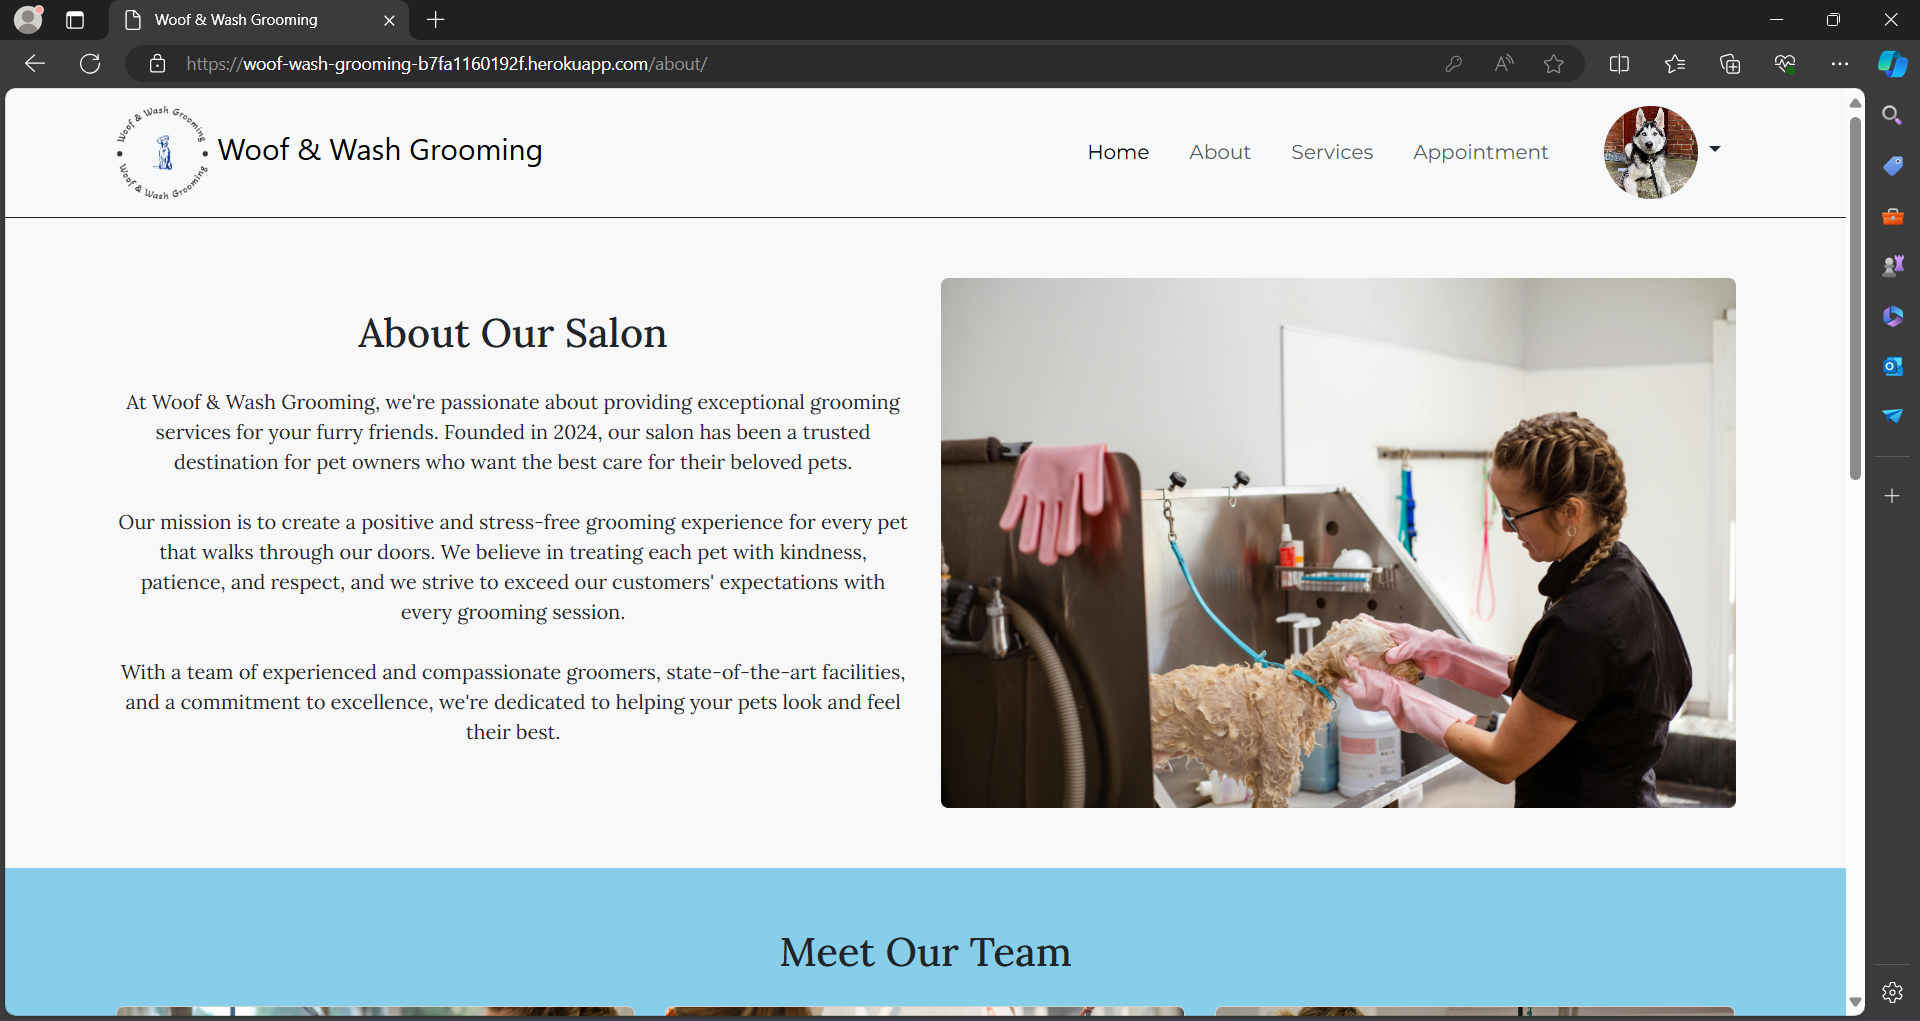 Woof & Wash Grooming
https://woof-wash-grooming-b7fa1160192f.herokuapp.com/about/
Woof & Wash Grooming
Woof & Wash Grooming
Woof & Wash Grooming
Home
About
Services
Appointment
About Our Salon
At Woof & Wash Grooming, we're passionate about providing exceptional grooming
services for your furry friends. Founded in 2024, our salon has been a trusted
destination for pet owners who want the best care for their beloved pets.
Our mission is to create a positive and stress-free grooming experience for every pet
that walks through our doors. We believe in treating each pet with kindness,
patience, and respect, and we strive to exceed our customers' expectations with
every grooming session.
With a team of experienced and compassionate groomers, state-of-the-art facilities,
and a commitment to excellence, we're dedicated to helping your pets look and feel
their best.
Meet Our Team